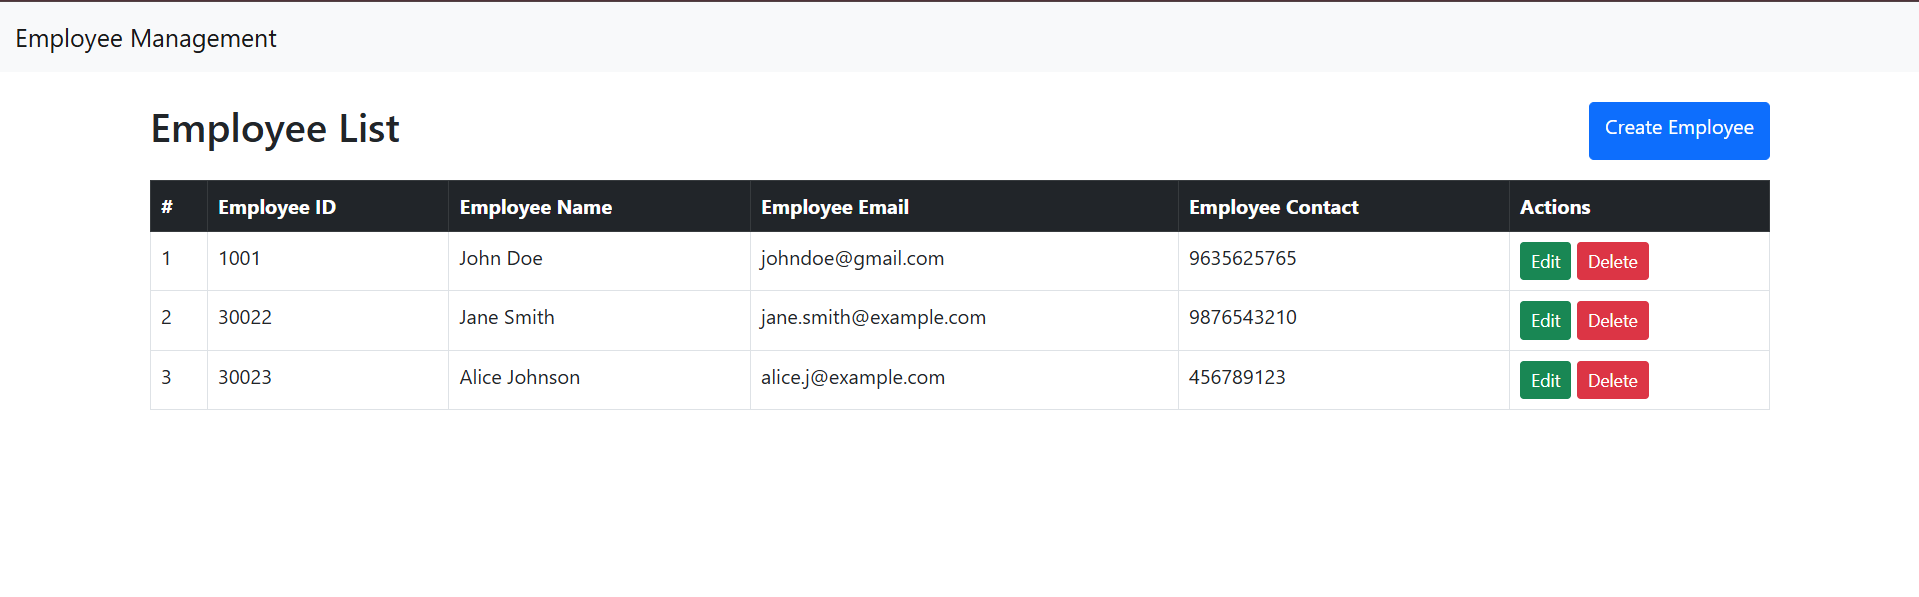 Employee Management
Employee List
Create Employee
# Employee ID Employee Name Employee Email Employee Contact Actions
1 1001 John Doe johndoe@gmail.com 9635625765 Edit Delete
2 30022 Jane Smith jane.smith@example.com 9876543210 Edit Delete
3 30023 Alice Johnson alice.j@example.com 456789123 Edit Delete